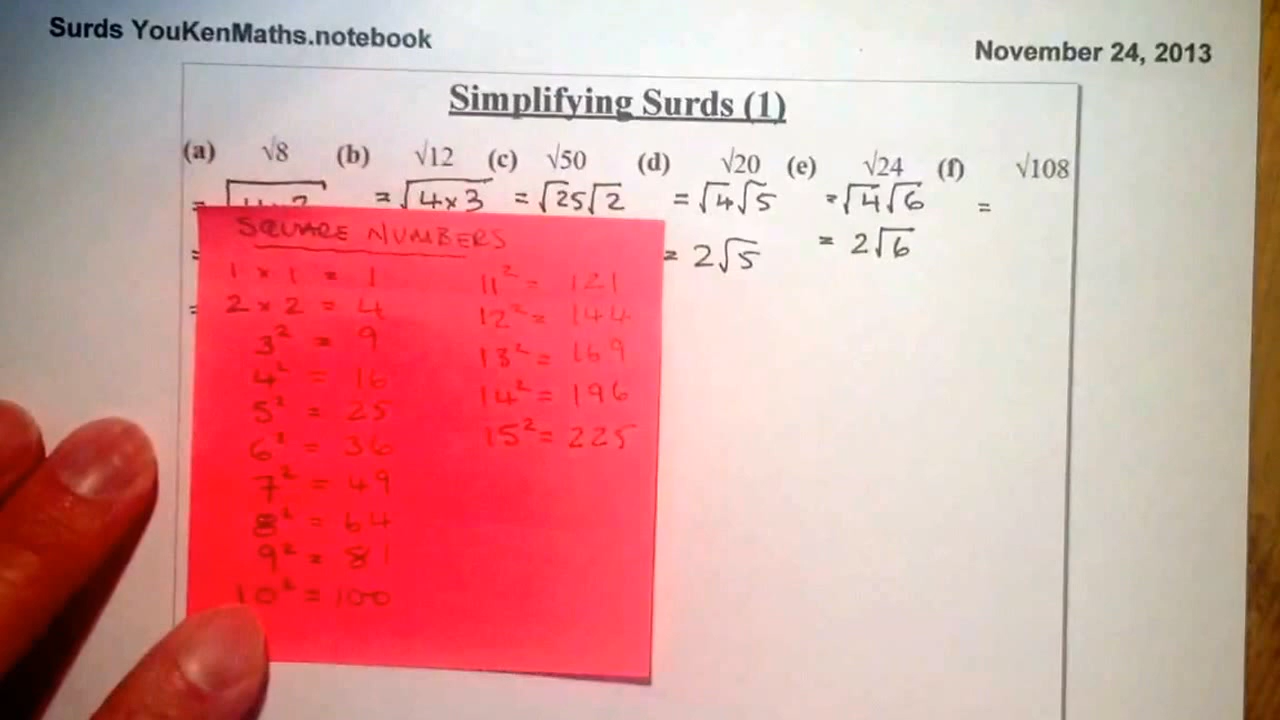 Surds YouKenMaths.notebook
November 24, 2013
Simplifying Surds (1)
(a) √8 (b) √12 (c) √50 (d) √20 (e) √24 (f) √108
= √4×2 = √4×3 = √25√2 = √4√5 = √4√6 =
= = 2√5 = 2√6
=
SQUARE NUMBERS
1 × 1 = 1
2 × 2 = 4
3² = 9
4² = 16
5² = 25
6² = 36
7² = 49
8² = 64
9² = 81
10² = 100
11² = 121
12² = 144
13² = 169
14² = 196
15² = 225